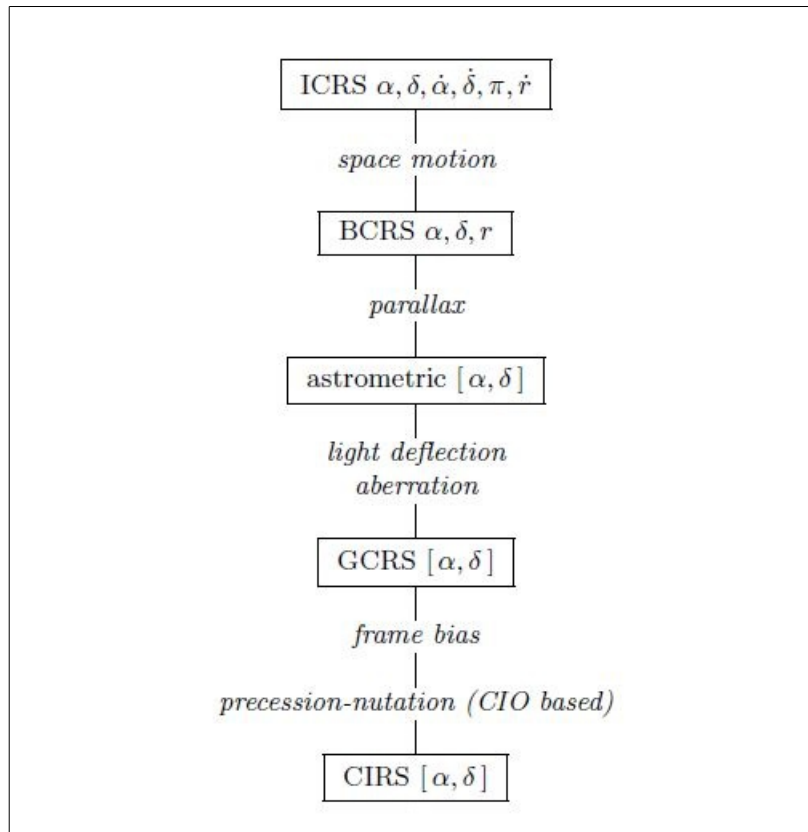 ICRS α, δ, α̇, δ̇, π, ṙ
space motion
BCRS α, δ, r
parallax
astrometric [ α, δ ]
light deflection
aberration
GCRS [ α, δ ]
frame bias
precession-nutation (CIO based)
CIRS [ α, δ ]